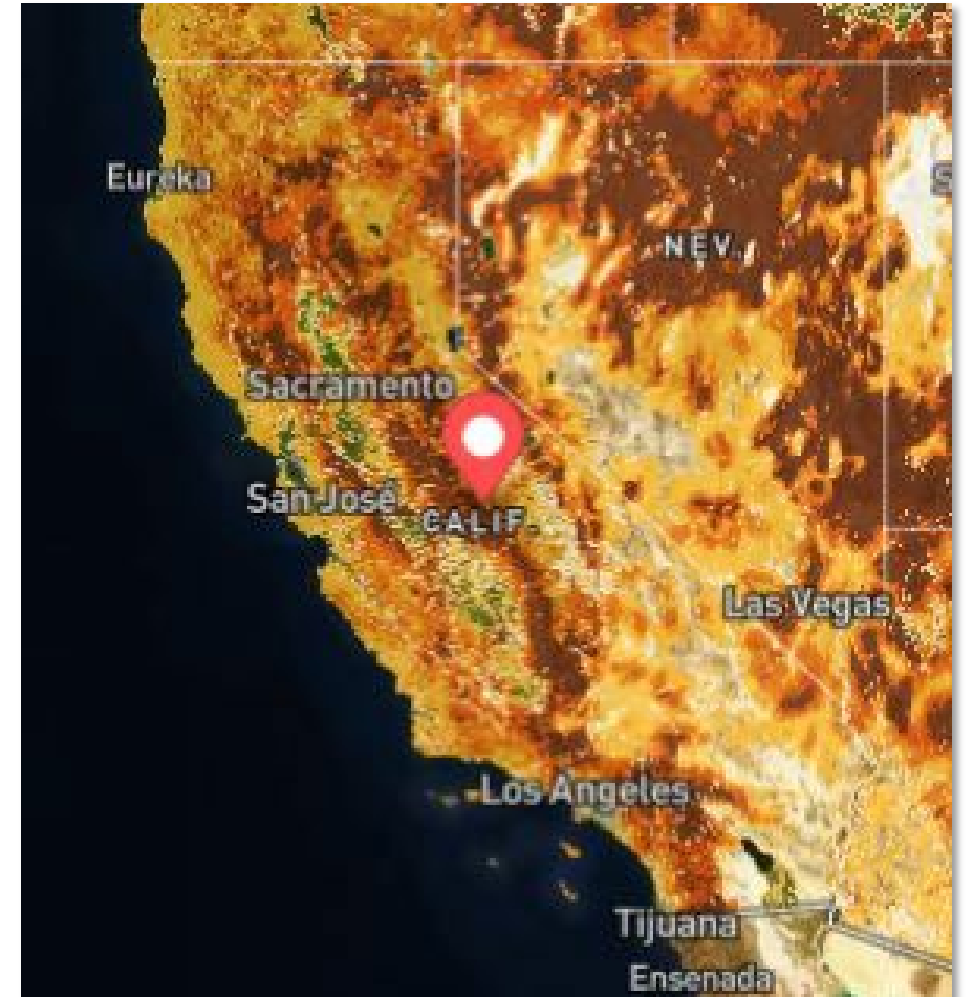 Eureka
NEV.
Sacramento
San José
CALIF.
Las Vegas
Los Angeles
Tijuana
Ensenada